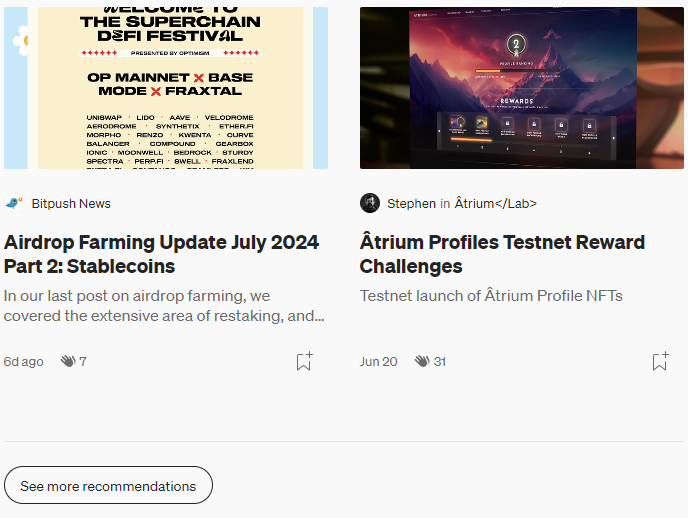 WELCOME TO
THE SUPERCHAIN
DEFI FESTIVAL
PRESENTED BY OPTIMISM
OP MAINNET X BASE
MODE X FRAXTAL
UNISWAP · LIDO · AAVE · VELODROME
AERODROME · SYNTHETIX · ETHER.FI
MORPHO · RENZO · KWENTA · CURVE
BALANCER · COMPOUND · GEARBOX
IONIC · MOONWELL · BEDROCK · STURDY
SPECTRA · PERP.FI · SWELL · FRAXLEND
ÂTRIUM
2
PROFILE RANKING
REWARDS
Bitpush News
Airdrop Farming Update July 2024
Part 2: Stablecoins
In our last post on airdrop farming, we
covered the extensive area of restaking, and...
6d ago
7
Stephen in Âtrium</Lab>
Âtrium Profiles Testnet Reward
Challenges
Testnet launch of Âtrium Profile NFTs
Jun 20
31
See more recommendations